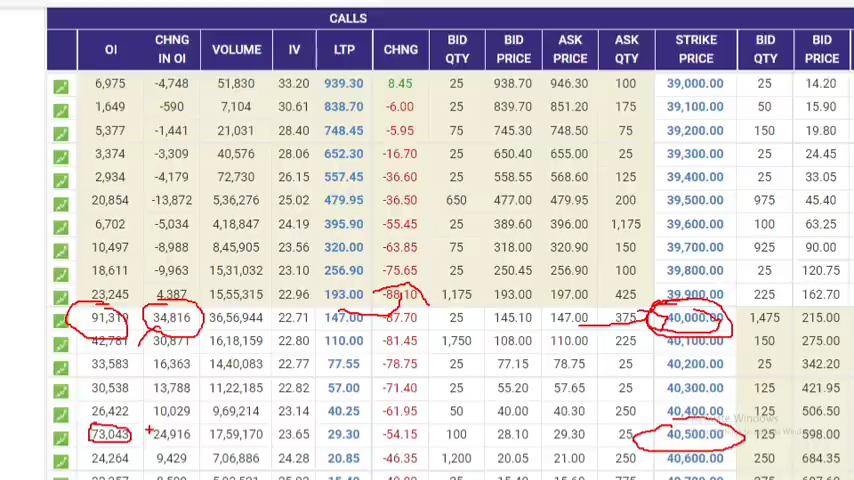 CALLS
OI CHNG IN OI VOLUME IV LTP CHNG BID QTY BID PRICE ASK PRICE ASK QTY STRIKE PRICE BID QTY BID PRICE
6,975 -4,748 51,830 33.20 939.30 8.45 25 938.70 946.30 100 39,000.00 25 14.20
1,649 -590 7,104 30.61 838.70 -6.00 25 839.70 851.20 175 39,100.00 50 15.90
5,377 -1,441 21,031 28.40 748.45 -5.95 75 745.30 748.50 75 39,200.00 150 19.80
3,374 -3,309 40,576 28.06 652.30 -16.70 25 650.40 655.00 25 39,300.00 25 24.45
2,934 -4,179 72,730 26.15 557.45 -36.60 25 558.55 568.60 125 39,400.00 25 33.05
20,854 -13,872 5,36,276 25.02 479.95 -36.50 650 477.00 479.95 200 39,500.00 975 45.40
6,702 -5,034 4,18,847 24.19 395.90 -55.45 25 389.60 396.00 1,175 39,600.00 100 63.25
10,497 -8,988 8,45,905 23.56 320.00 -63.85 75 318.00 320.90 150 39,700.00 925 90.00
18,611 -9,963 15,31,032 23.10 256.90 -75.65 25 250.45 256.90 100 39,800.00 25 120.75
23,245 4,387 15,55,315 22.96 193.00 -88.10 1,175 193.00 197.00 425 39,900.00 225 162.70
34,816 36,56,944 22.71 147.00 -87.70 25 145.10 147.00 375 40,000.00 1,475 215.00
42,781 30,871 16,18,159 22.80 110.00 -81.45 1,750 108.00 110.00 225 40,100.00 150 275.00
33,583 16,363 14,40,083 22.77 77.55 -78.75 25 77.15 78.75 25 40,200.00 25 342.20
30,538 13,788 11,22,185 22.82 57.00 -71.40 25 55.20 57.65 25 40,300.00 125 421.95
26,422 10,029 9,69,214 23.14 40.25 -61.95 50 40.00 40.30 250 40,400.00 125 506.50
73,043 24,916 17,59,170 23.65 29.30 -54.15 100 28.10 29.30 25 40,500.00 125 598.00
24,264 9,429 7,06,886 24.28 20.85 -46.35 1,200 20.05 21.00 250 40,600.00 250 684.35